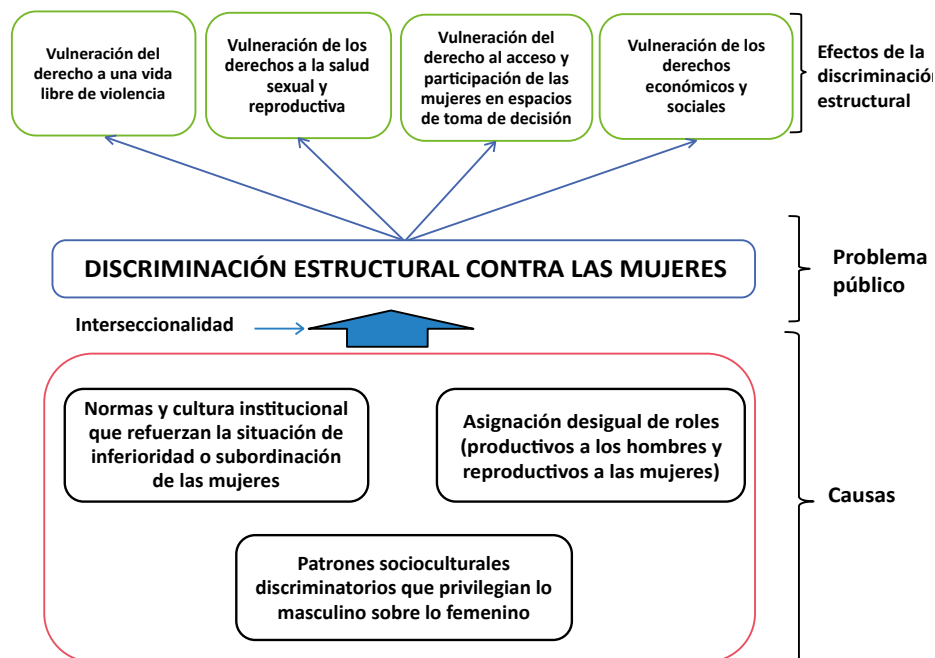 Vulneración del
derecho a una vida
libre de violencia
Vulneración de los
derechos a la salud
sexual y
reproductiva
Vulneración del
derecho al acceso y
participación de las
mujeres en espacios
de toma de decisión
Vulneración de los
derechos
económicos y
sociales
Efectos de la
discriminación
estructural
DISCRIMINACIÓN ESTRUCTURAL CONTRA LAS MUJERES
Problema
público
Interseccionalidad
Normas y cultura institucional
que refuerzan la situación de
inferioridad o subordinación
de las mujeres
Asignación desigual de roles
(productivos a los hombres y
reproductivos a las mujeres)
Causas
Patrones socioculturales
discriminatorios que privilegian lo
masculino sobre lo femenino